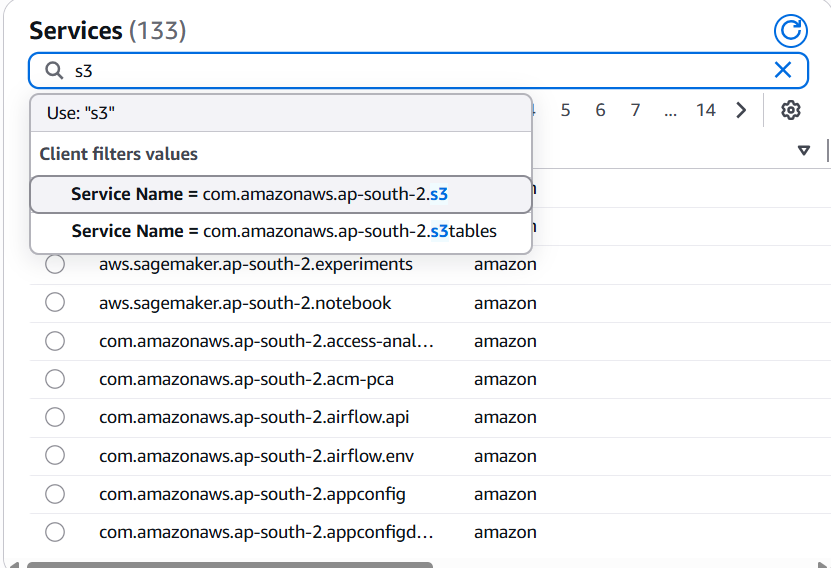 Services (133)
s3
Use: "s3"
5 6 7 ... 14
Client filters values
Service Name = com.amazonaws.ap-south-2.s3
Service Name = com.amazonaws.ap-south-2.s3tables
aws.sagemaker.ap-south-2.experiments amazon
aws.sagemaker.ap-south-2.notebook amazon
com.amazonaws.ap-south-2.access-anal... amazon
com.amazonaws.ap-south-2.acm-pca amazon
com.amazonaws.ap-south-2.airflow.api amazon
com.amazonaws.ap-south-2.airflow.env amazon
com.amazonaws.ap-south-2.appconfig amazon
com.amazonaws.ap-south-2.appconfigd... amazon